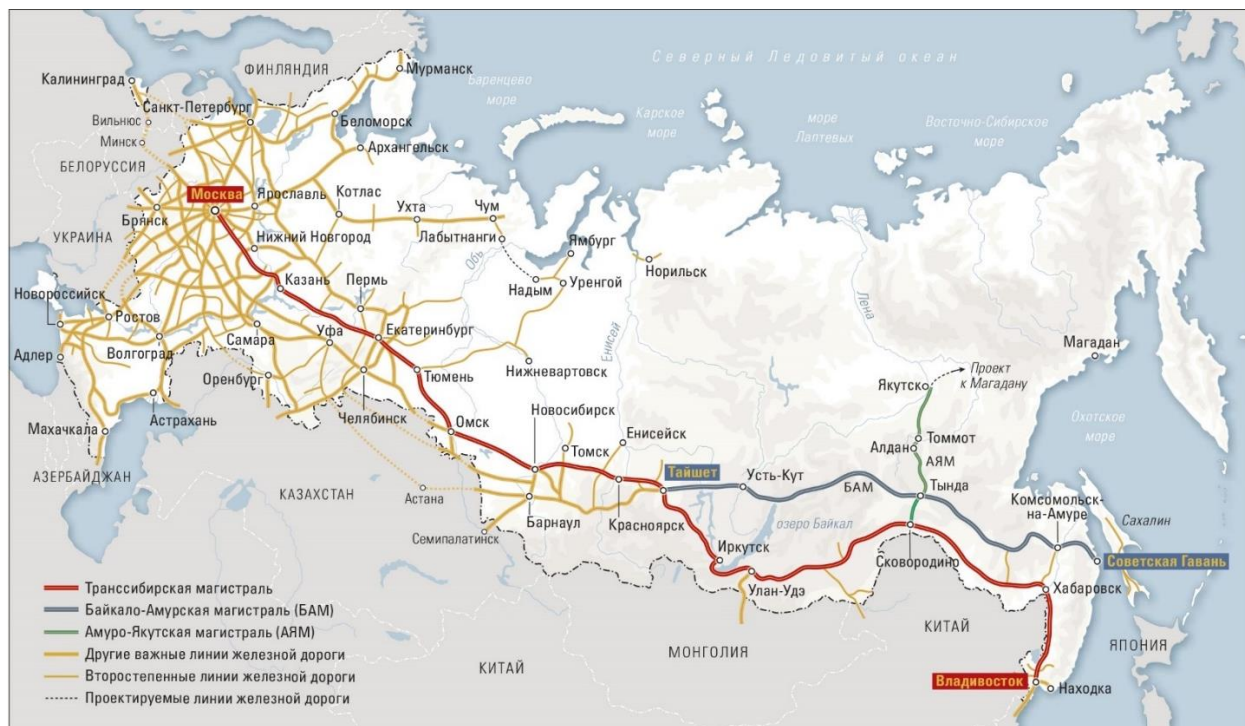 Северный Ледовитый океан
ФИНЛЯНДИЯ
Мурманск
Калининград
Баренцево
море
Санкт-Петербург
Карское
море
море
Лаптевых
Восточно-Сибирское
море
Вильнюс
Беломорск
Минск
Архангельск
БЕЛОРУССИЯ
Москва
Ярославль
Котлас
Ухта
Чум
Брянск
Лабытнанги
УКРАИНА
Нижний Новгород
Обь
Ямбург
Норильск
Казань
Пермь
Надым
Уренгой
Новороссийск
Лена
Ростов
Екатеринбург
Самара
Уфа
Енисей
Адлер
Волгоград
Магадан
Тюмень
Нижневартовск
Оренбург
Якутск
Проект
к Магадану
Челябинск
Астрахань
Омск
Новосибирск
Охотское
море
Махачкала
Томск
Енисейск
Томмот
Алдан
АЯМ
АЗЕРБАЙДЖАН
Тайшет
Усть-Кут
БАМ
Тында
КАЗАХСТАН
Астана
Комсомольск-
на-Амуре
Сахалин
Барнаул
Красноярск
озеро Байкал
Семипалатинск
Иркутск
Сковородино
Советская Гавань
Улан-Удэ
Хабаровск
Транссибирская магистраль
Байкало-Амурская магистраль (БАМ)
Амуро-Якутская магистраль (АЯМ)
Другие важные линии железной дороги
Второстепенные линии железной дороги
Проектируемые линии железной дороги
КИТАЙ
МОНГОЛИЯ
КИТАЙ
ЯПОНИЯ
Владивосток
Находка